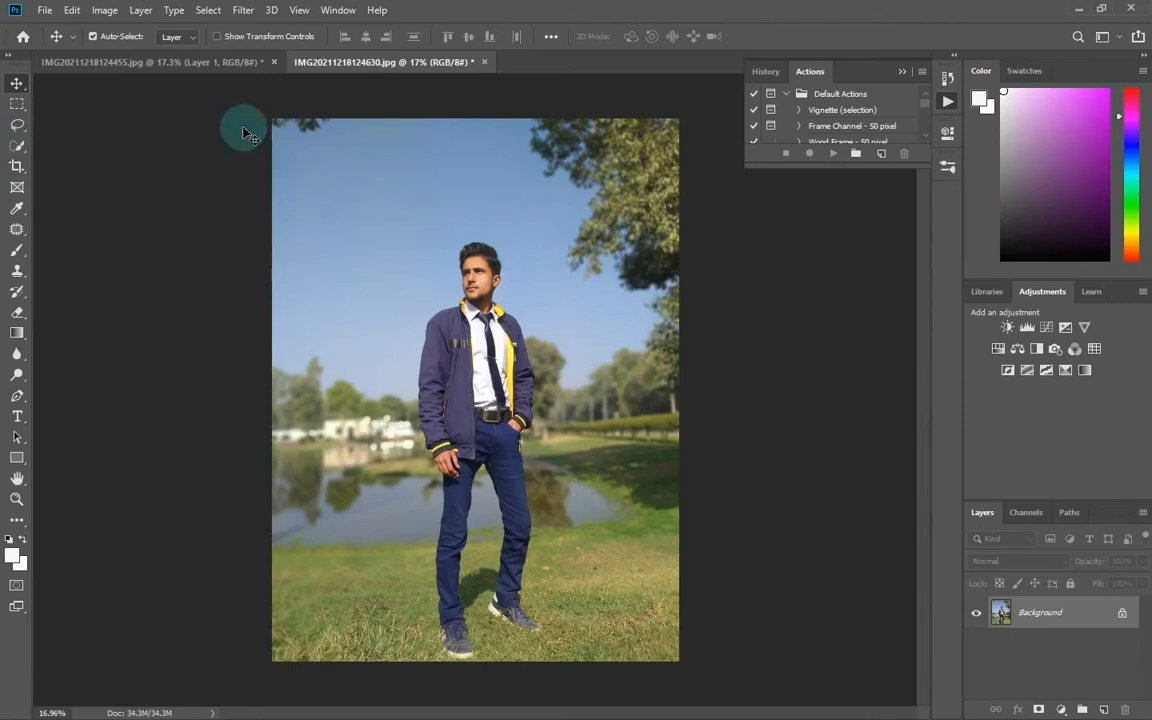 Ps File Edit Image Layer Type Select Filter 3D View Window Help
Auto-Select: Layer Show Transform Controls 3D Mode:
IMG20211218124455.jpg @ 17.3% (Layer 1, RGB/8#) * × IMG20211218124630.jpg @ 17% (RGB/8#) * ×
History Actions
Default Actions
Vignette (selection)
Frame Channel - 50 pixel
Wood Frame - 50 pixel
Color Swatches
Libraries Adjustments Learn
Add an adjustment
Layers Channels Paths
Kind
Normal Opacity: 100%
Lock: Fill: 100%
Background
16.96% Doc: 34.3M/34.3M